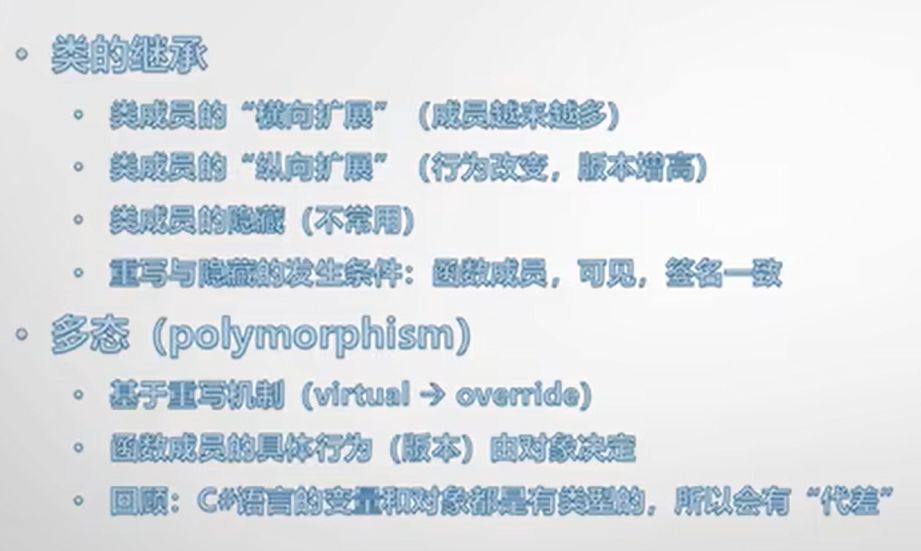 类的继承
类成员的“横向扩展”（成员越来越多）
类成员的“纵向扩展”（行为改变，版本增高）
类成员的隐藏（不常用）
重写与隐藏的发生条件：函数成员，可见，签名一致
多态（polymorphism）
基于重写机制（virtual → override）
函数成员的具体行为（版本）由对象决定
回顾：C#语言的变量和对象都是有类型的，所以会有“代差”